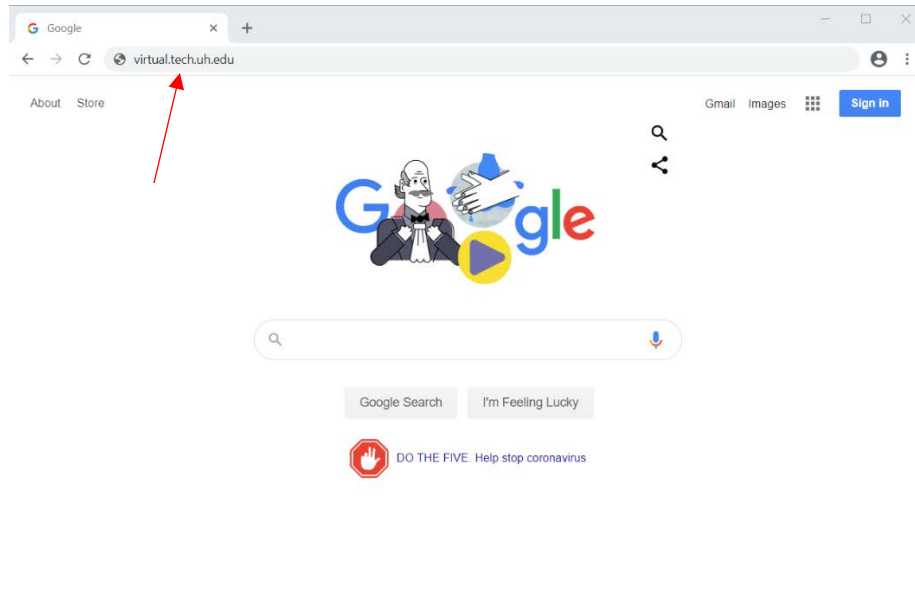 Google
virtual.tech.uh.edu
About Store
Gmail Images Sign in
Google
Google Search I'm Feeling Lucky
DO THE FIVE. Help stop coronavirus